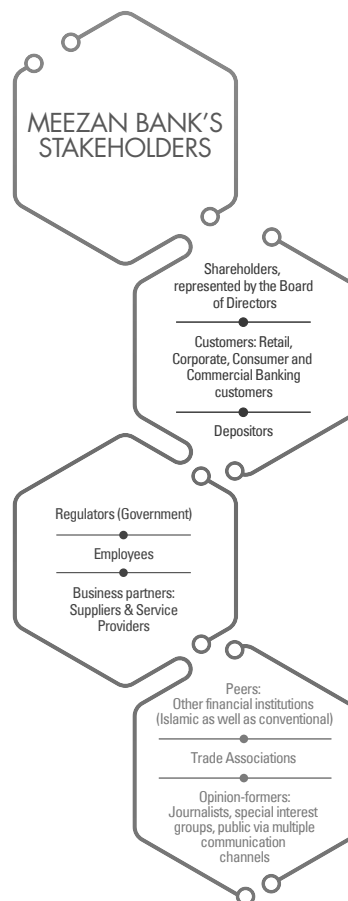 MEEZAN BANK'S
STAKEHOLDERS
Shareholders,
represented by the Board
of Directors
Customers: Retail,
Corporate, Consumer and
Commercial Banking
customers
Depositors
Regulators (Government)
Employees
Business partners:
Suppliers & Service
Providers
Peers:
Other financial institutions
(Islamic as well as conventional)
Trade Associations
Opinion-formers:
Journalists, special interest
groups, public via multiple
communication
channels